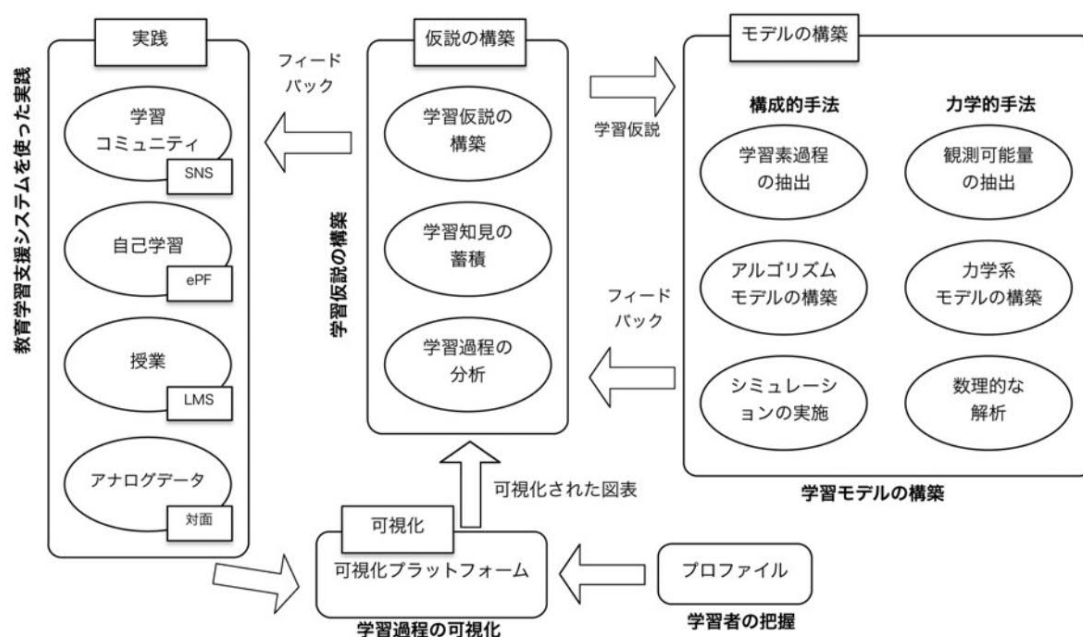 教育学習支援システムを使った実践
実践
学習
コミュニティ
SNS
自己学習
ePF
授業
LMS
アナログデータ
対面
フィード
バック
学習仮説の構築
仮説の構築
学習仮説の
構築
学習知見の
蓄積
学習過程の
分析
学習仮説
フィード
バック
モデルの構築
構成的手法
力学的手法
学習素過程
の抽出
観測可能量
の抽出
アルゴリズム
モデルの構築
力学系
モデルの構築
シミュレーシ
ョンの実施
数理的な
解析
学習モデルの構築
可視化された図表
可視化
可視化プラットフォーム
学習過程の可視化
プロファイル
学習者の把握